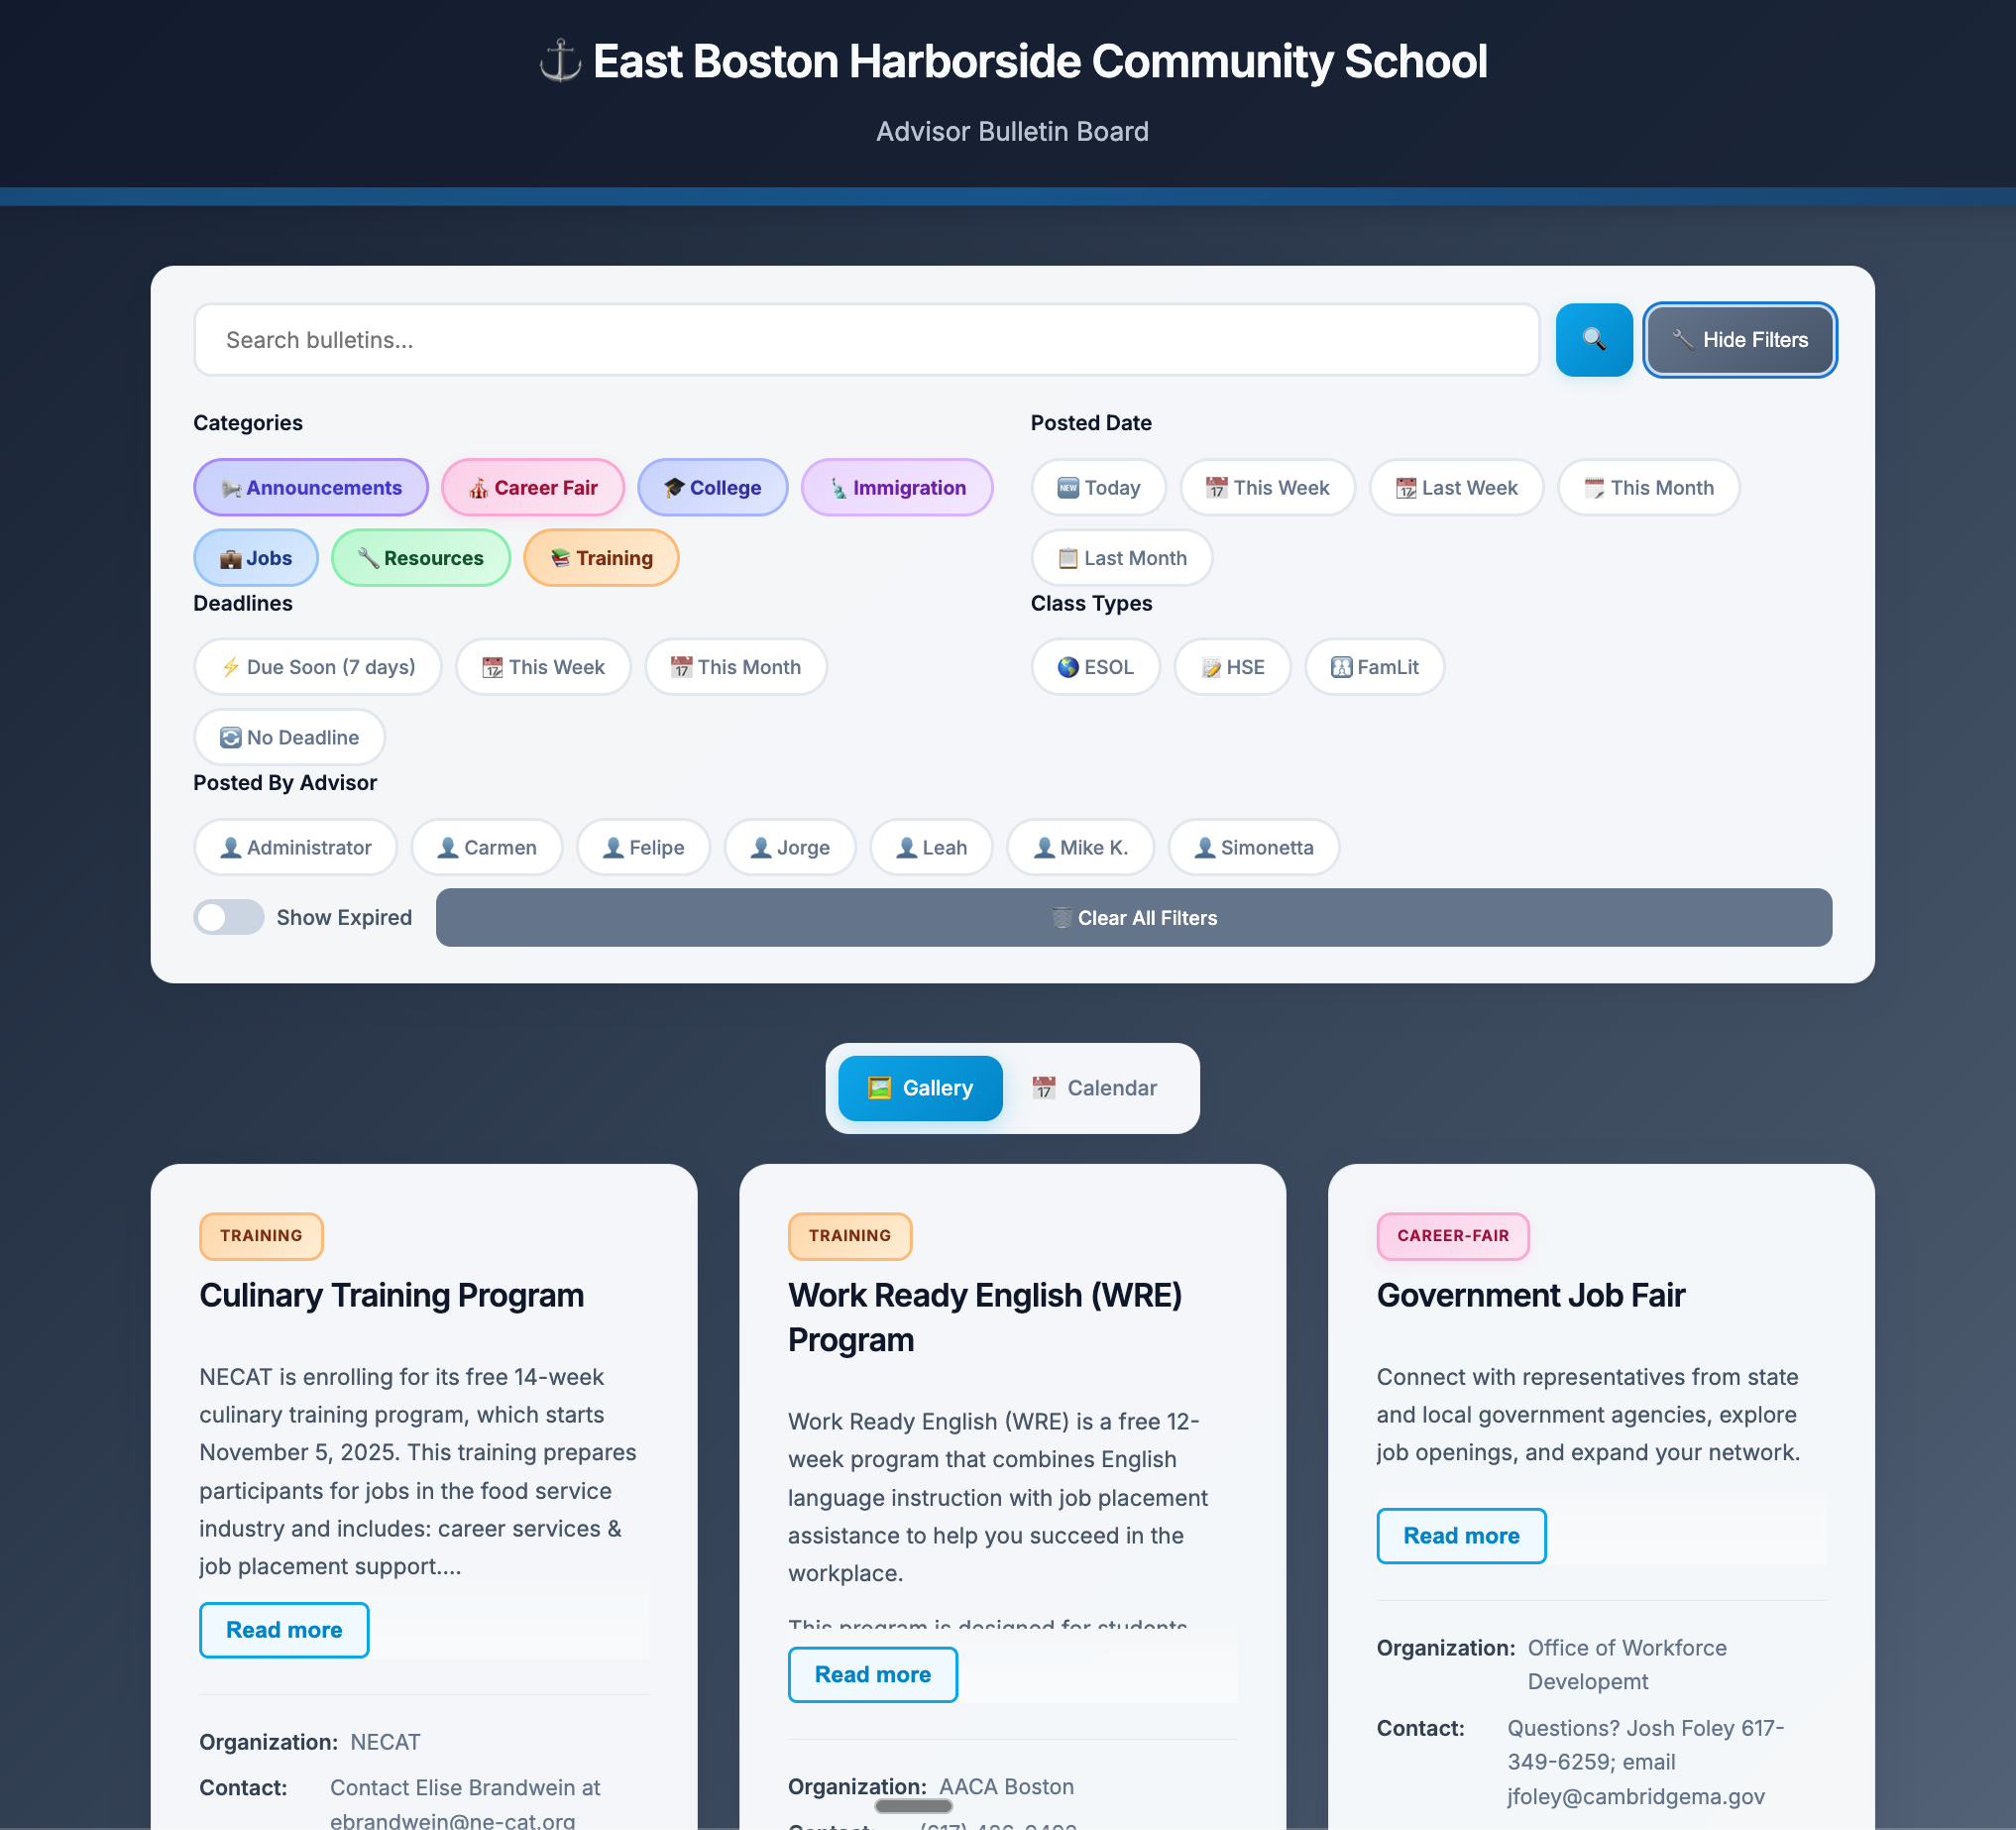 East Boston Harborside Community School
Advisor Bulletin Board
Search bulletins...
Hide Filters
Categories
Announcements
Career Fair
College
Immigration
Jobs
Resources
Training
Posted Date
Today
This Week
Last Week
This Month
Last Month
Deadlines
Due Soon (7 days)
This Week
This Month
No Deadline
Class Types
ESOL
HSE
FamLit
Posted By Advisor
Administrator
Carmen
Felipe
Jorge
Leah
Mike K.
Simonetta
Show Expired
Clear All Filters
Gallery
Calendar
TRAINING
Culinary Training Program
NECAT is enrolling for its free 14-week
culinary training program, which starts
November 5, 2025. This training prepares
participants for jobs in the food service
industry and includes: career services &
job placement support....
Read more
Organization: NECAT
Contact: Contact Elise Brandwein at
ebrandwein@ne-cat.org
TRAINING
Work Ready English (WRE)
Program
Work Ready English (WRE) is a free 12-
week program that combines English
language instruction with job placement
assistance to help you succeed in the
workplace.
This program is designed for students
Read more
Organization: AACA Boston
Contact:
CAREER-FAIR
Government Job Fair
Connect with representatives from state
and local government agencies, explore
job openings, and expand your network.
Read more
Organization: Office of Workforce
Developemt
Contact: Questions? Josh Foley 617-
349-6259; email
jfoley@cambridgema.gov